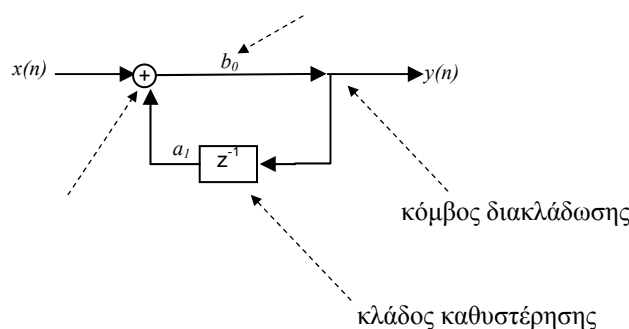 x(n)
+
b₀
y(n)
a₁
z⁻¹
κόμβος διακλάδωσης
κλάδος καθυστέρησης